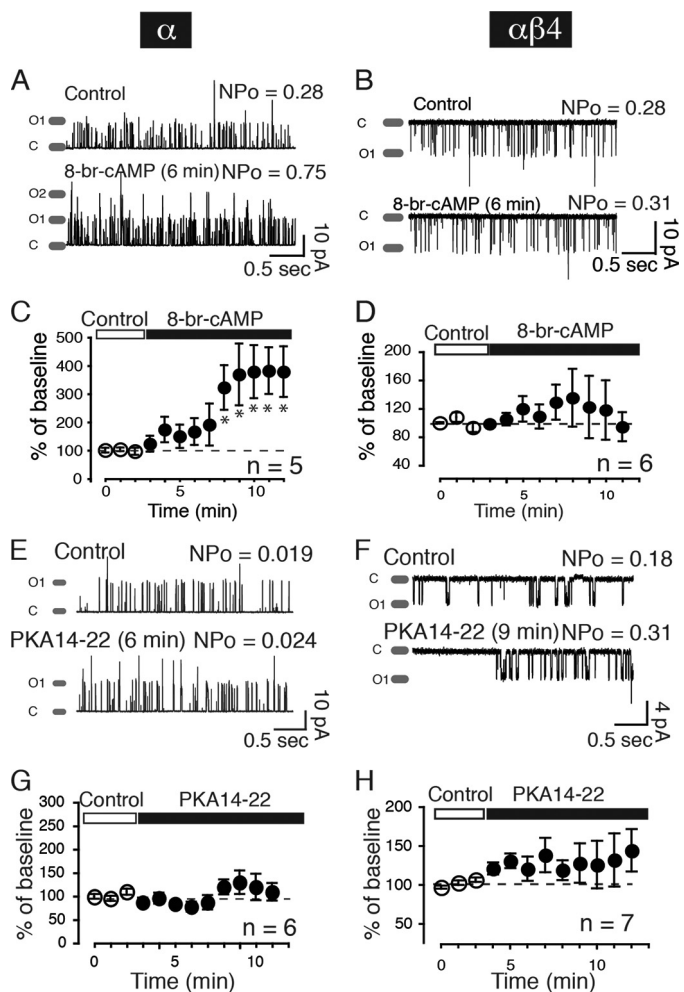 α
αβ4
A
Control
NPo = 0.28
O1
C
8-br-cAMP (6 min) NPo = 0.75
O2
O1
C
10 pA
0.5 sec
B
Control
NPo = 0.28
C
O1
8-br-cAMP (6 min)
NPo = 0.31
C
O1
10 pA
0.5 sec
C
Control
8-br-cAMP
% of baseline
500
400
300
200
100
0
* * * * *
n = 5
0 5 10
Time (min)
D
Control
8-br-cAMP
% of baseline
200
160
120
80
40
n = 6
0 5 10
Time (min)
E
Control
NPo = 0.019
O1
C
PKA14-22 (6 min) NPo = 0.024
O1
C
10 pA
0.5 sec
F
Control
NPo = 0.18
C
O1
PKA14-22 (9 min) NPo = 0.31
C
O1
4 pA
0.5 sec
G
Control
PKA14-22
% of baseline
300
250
200
150
100
50
0
n = 6
0 5 10
Time (min)
H
Control
PKA14-22
% of baseline
200
150
100
50
n = 7
0 5 10
Time (min)